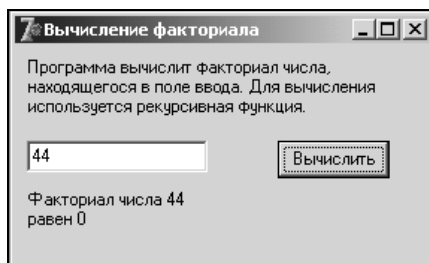 Вычисление факториала
Программа вычислит факториал числа,
находящегося в поле ввода. Для вычисления
используется рекурсивная функция.
44
Вычислить
Факториал числа 44
равен 0